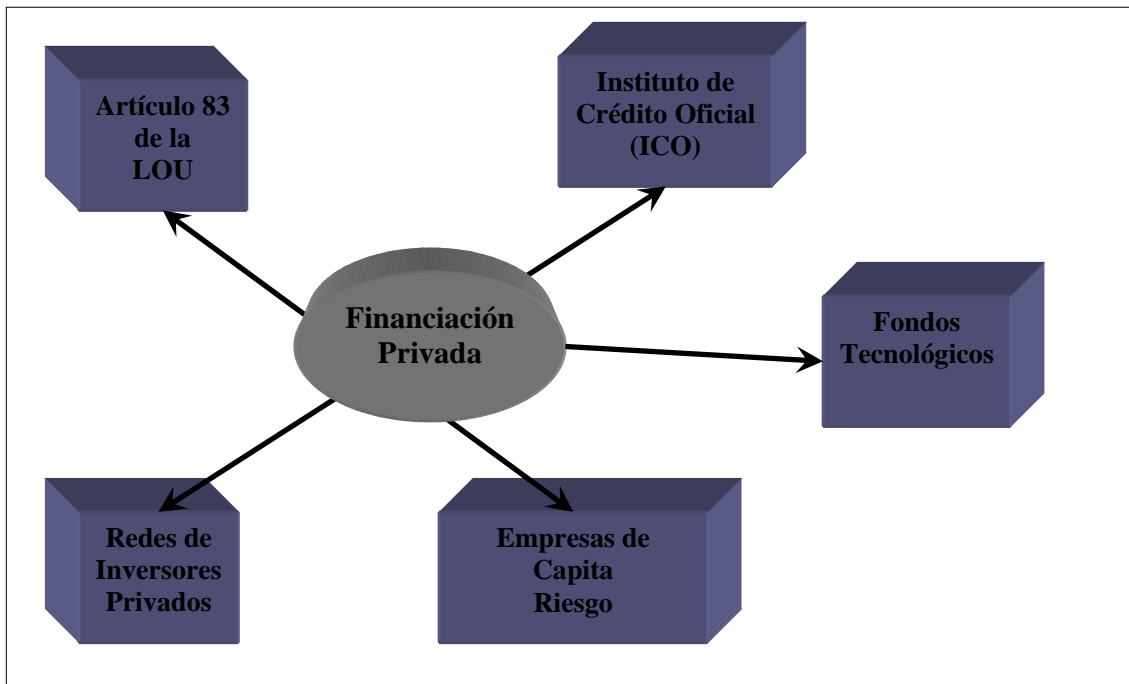 Artículo 83
de la
LOU
Instituto de
Crédito Oficial
(ICO)
Financiación
Privada
Fondos
Tecnológicos
Redes de
Inversores
Privados
Empresas de
Capita
Riesgo